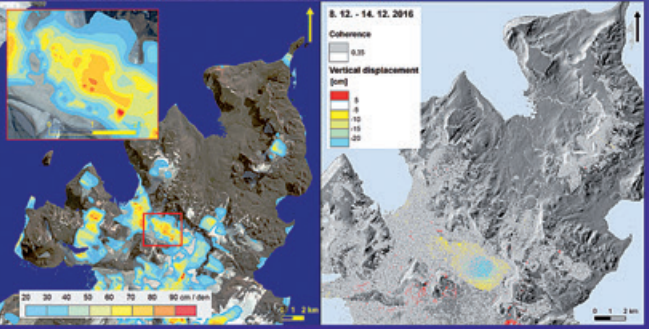 20 30 40 50 60 70 80 90 cm / den
1 2 km
8. 12. - 14. 12. 2016
Coherence
0,35
Vertical displacement
[cm]
5
-5
-10
-15
-20
0 1 2 km